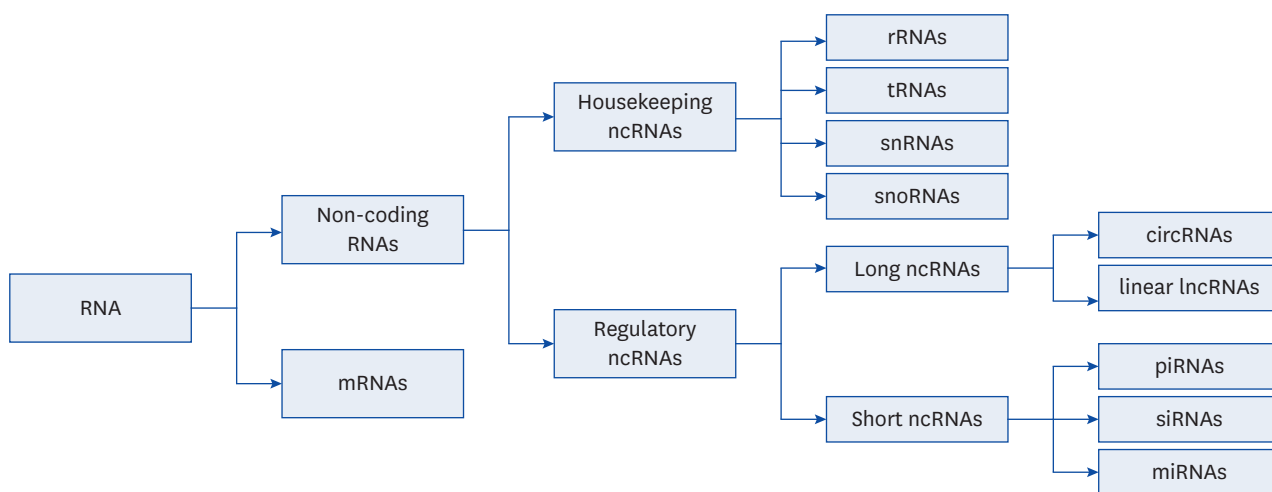 RNA
Non-coding
RNAs
mRNAs
Housekeeping
ncRNAs
Regulatory
ncRNAs
rRNAs
tRNAs
snRNAs
snoRNAs
Long ncRNAs
Short ncRNAs
circRNAs
linear lncRNAs
piRNAs
siRNAs
miRNAs